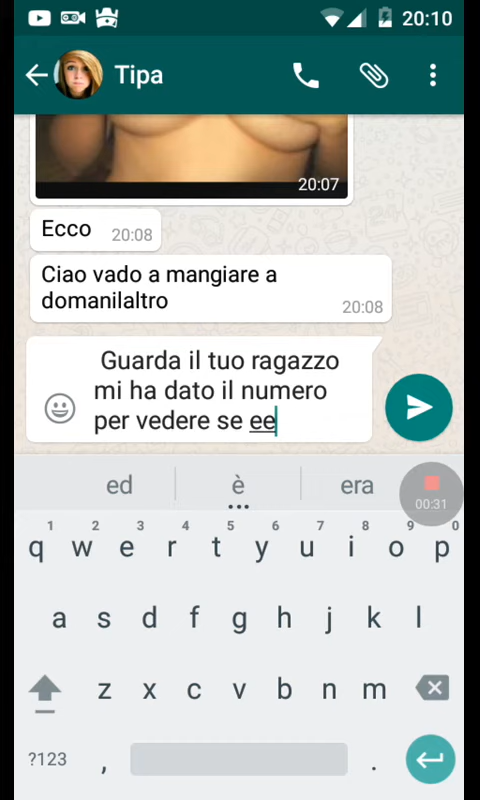 20:10
Tipa
20:07
Ecco 20:08
Ciao vado a mangiare a
domanilaltro 20:08
Guarda il tuo ragazzo
mi ha dato il numero
per vedere se ee
ed è era
00:31
1 2 3 4 5 6 7 8 9 0
q w e r t y u i o p
a s d f g h j k l
z x c v b n m
?123 , .